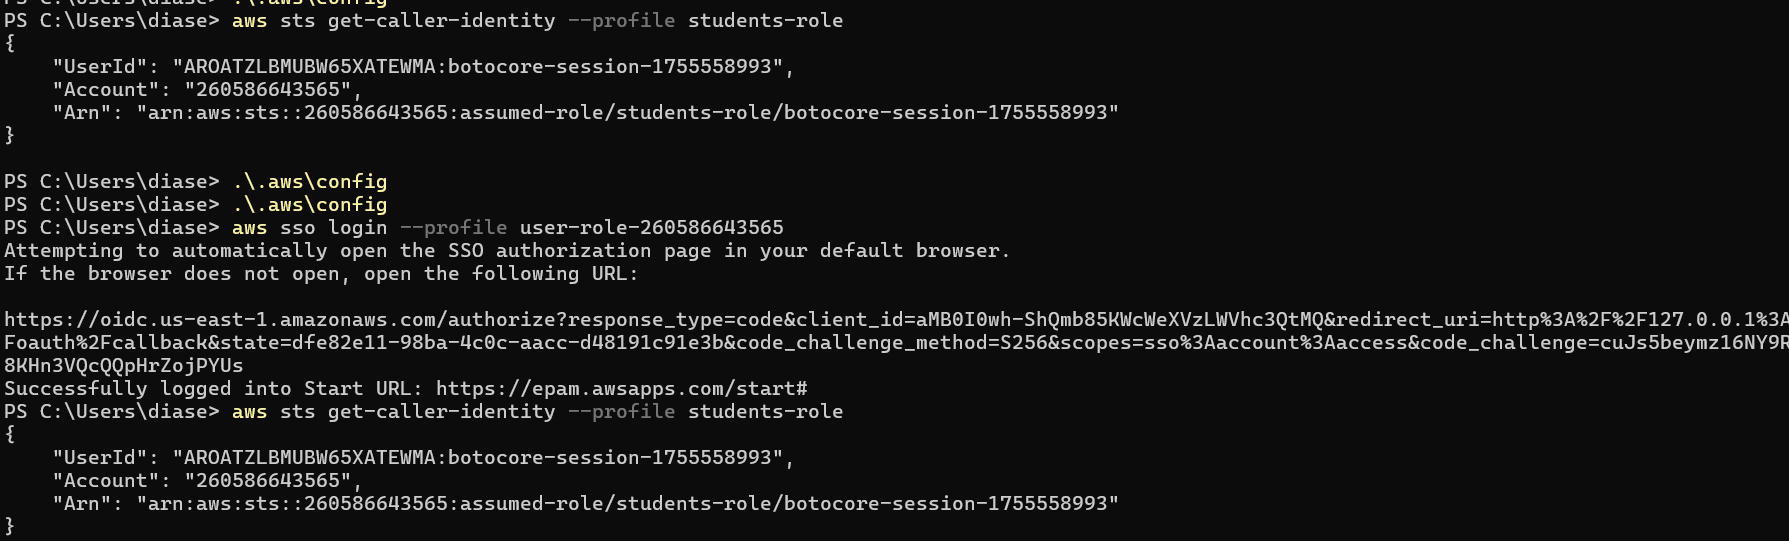 PS C:\Users\diase> .\.aws\config
PS C:\Users\diase> aws sts get-caller-identity --profile students-role
{
    "UserId": "AROATZLBMUBW65XATEWMA:botocore-session-1755558993",
    "Account": "260586643565",
    "Arn": "arn:aws:sts::260586643565:assumed-role/students-role/botocore-session-1755558993"
}
PS C:\Users\diase> .\.aws\config
PS C:\Users\diase> .\.aws\config
PS C:\Users\diase> aws sso login --profile user-role-260586643565
Attempting to automatically open the SSO authorization page in your default browser.
If the browser does not open, open the following URL:
https://oidc.us-east-1.amazonaws.com/authorize?response_type=code&client_id=aMB0I0wh-ShQmb85KWcWeXVzLWVhc3QtMQ&redirect_uri=http%3A%2F%2F127.0.0.1%3A
Foauth%2Fcallback&state=dfe82e11-98ba-4c0c-aacc-d48191c91e3b&code_challenge_method=S256&scopes=sso%3Aaccount%3Aaccess&code_challenge=cuJs5beymz16NY9R
8KHn3VQcQQpHrZojPYUs
Successfully logged into Start URL: https://epam.awsapps.com/start#
PS C:\Users\diase> aws sts get-caller-identity --profile students-role
{
    "UserId": "AROATZLBMUBW65XATEWMA:botocore-session-1755558993",
    "Account": "260586643565",
    "Arn": "arn:aws:sts::260586643565:assumed-role/students-role/botocore-session-1755558993"
}